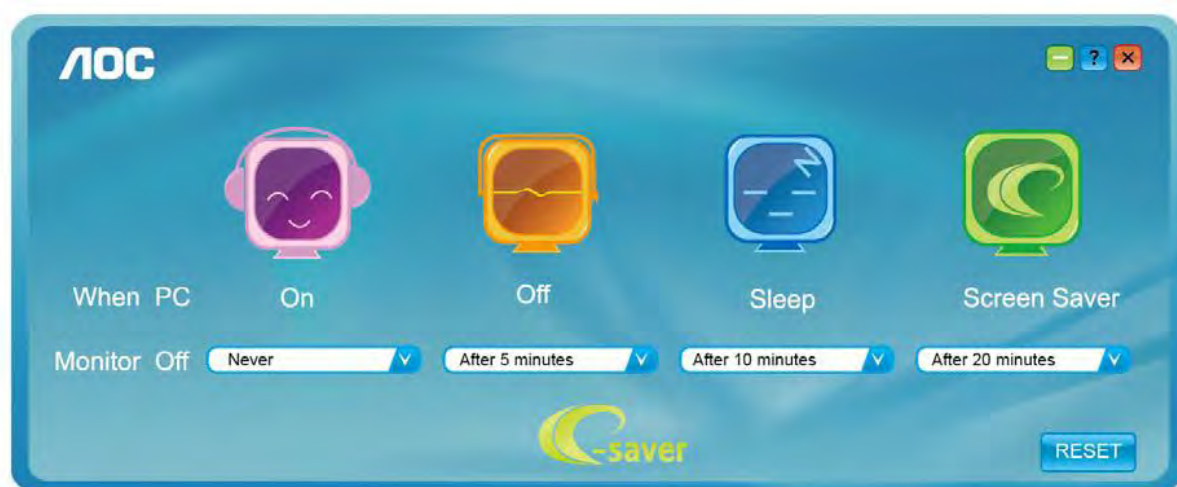 AOC
?
When PC On Off Sleep Screen Saver
Monitor Off Never After 5 minutes After 10 minutes After 20 minutes
e-saver
RESET